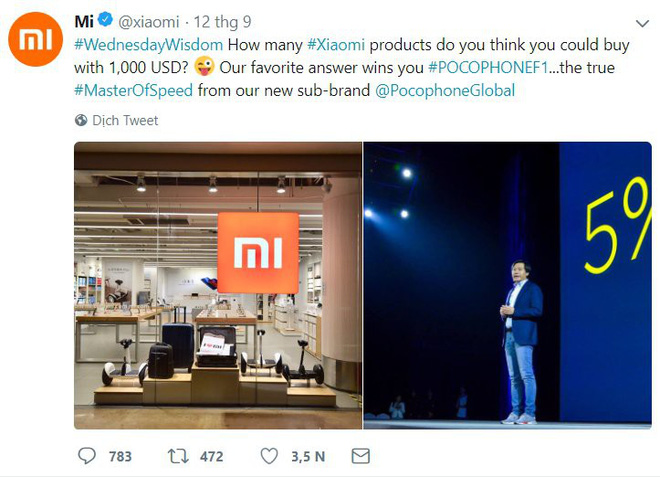 Mi @xiaomi · 12 thg 9
#WednesdayWisdom How many #Xiaomi products do you think you could buy
with 1,000 USD? 😜 Our favorite answer wins you #POCOPHONEF1...the true
#MasterOfSpeed from our new sub-brand @PocophoneGlobal
Dịch Tweet
mi
mi
I ♥ mi
5%
783 472 3,5 N